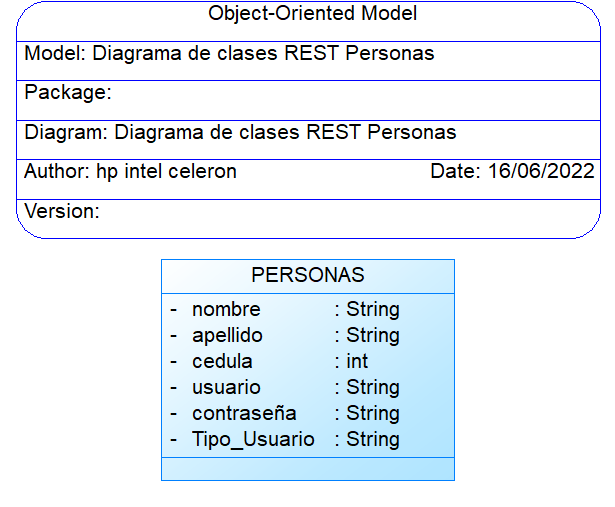 Object-Oriented Model
Model: Diagrama de clases REST Personas
Package:
Diagram: Diagrama de clases REST Personas
Author: hp intel celeron Date: 16/06/2022
Version:
PERSONAS
- nombre : String
- apellido : String
- cedula : int
- usuario : String
- contraseña : String
- Tipo_Usuario : String